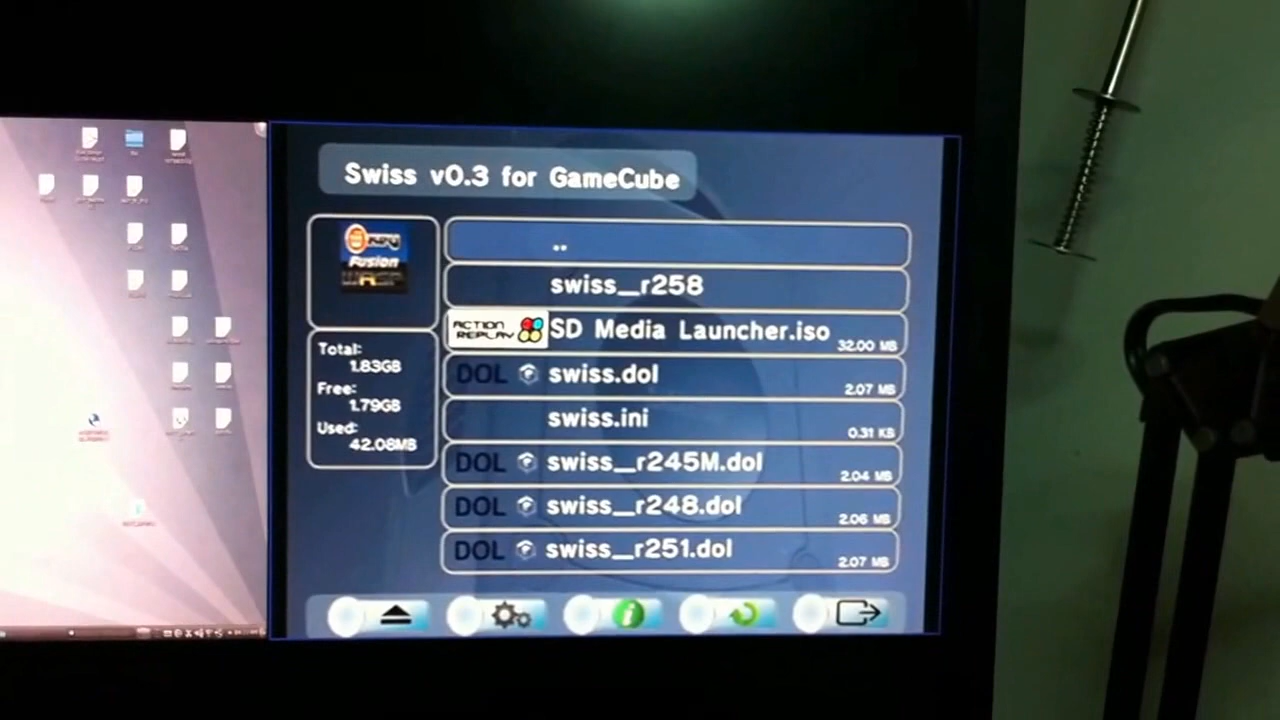 Swiss v0.3 for GameCube
Fusion
..
swiss_r258
ACTION REPLAY
SD Media Launcher.iso
32.00 MB
DOL swiss.dol
2.07 MB
swiss.ini
0.31 KB
DOL swiss_r245M.dol
2.04 MB
DOL swiss_r248.dol
2.06 MB
DOL swiss_r251.dol
2.07 MB
Total:
1.83GB
Free:
1.79GB
Used:
42.08MB